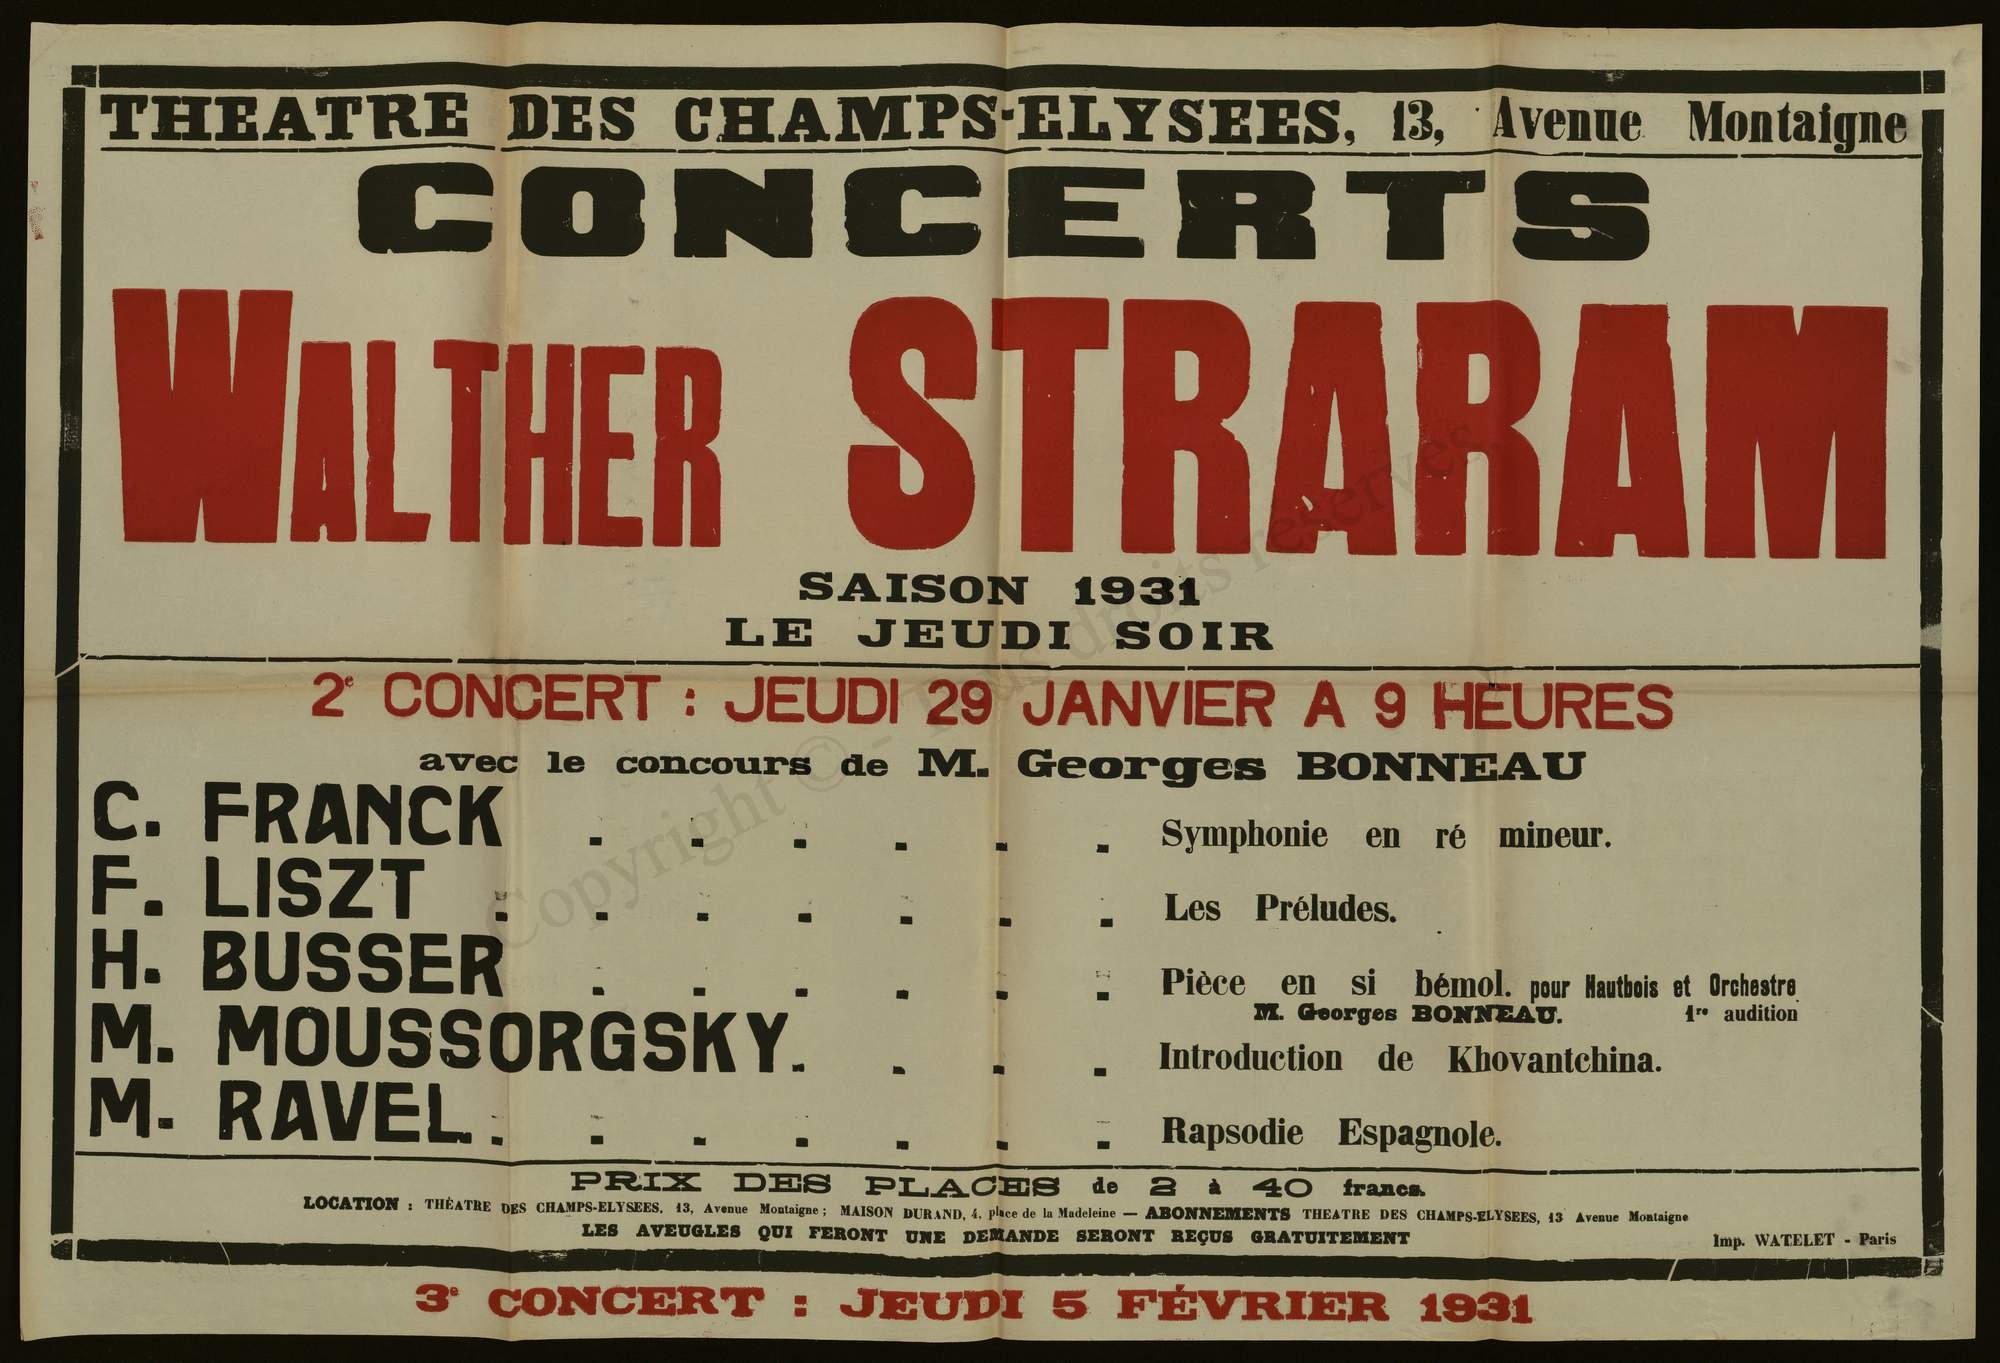 THEATRE DES CHAMPS-ELYSEES, 13, Avenue Montaigne
CONCERTS
WALTHER STRARAM
SAISON 1931
LE JEUDI SOIR
2e CONCERT : JEUDI 29 JANVIER A 9 HEURES
avec le concours de M. Georges BONNEAU
C. FRANCK . . . . . . Symphonie en ré mineur.
F. LISZT . . . . . . . Les Préludes.
H. BUSSER . . . . . . Pièce en si bémol. pour Hautbois et Orchestre
M. Georges BONNEAU. 1re audition
M. MOUSSORGSKY. . . . Introduction de Khovantchina.
M. RAVEL. . . . . . . . Rapsodie Espagnole.
PRIX DES PLACES de 2 à 40 francs.
LOCATION : THÉATRE DES CHAMPS-ELYSEES, 13, Avenue Montaigne ; MAISON DURAND, 4, place de la Madeleine — ABONNEMENTS THEATRE DES CHAMPS-ELYSEES, 13 Avenue Montaigne
LES AVEUGLES QUI FERONT UNE DEMANDE SERONT REÇUS GRATUITEMENT
Imp. WATELET - Paris
3e CONCERT : JEUDI 5 FÉVRIER 1931
Copyright © - Tous droits réservés